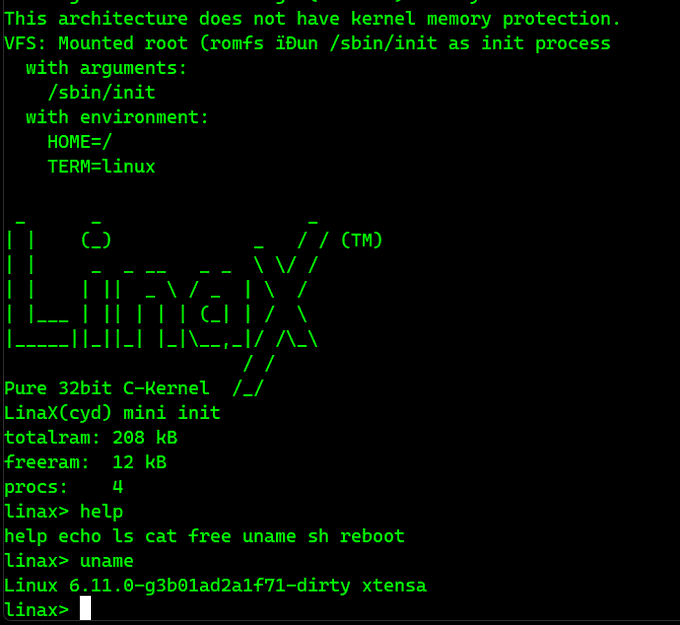 This architecture does not have kernel memory protection.
VFS: Mounted root (romfs ïÐun /sbin/init as init process
  with arguments:
    /sbin/init
  with environment:
    HOME=/
    TERM=linux
LinaX (TM)
Pure 32bit C-Kernel
LinaX(cyd) mini init
totalram: 208 kB
freeram:  12 kB
procs:    4
linax> help
help echo ls cat free uname sh reboot
linax> uname
Linux 6.11.0-g3b01ad2a1f71-dirty xtensa
linax>